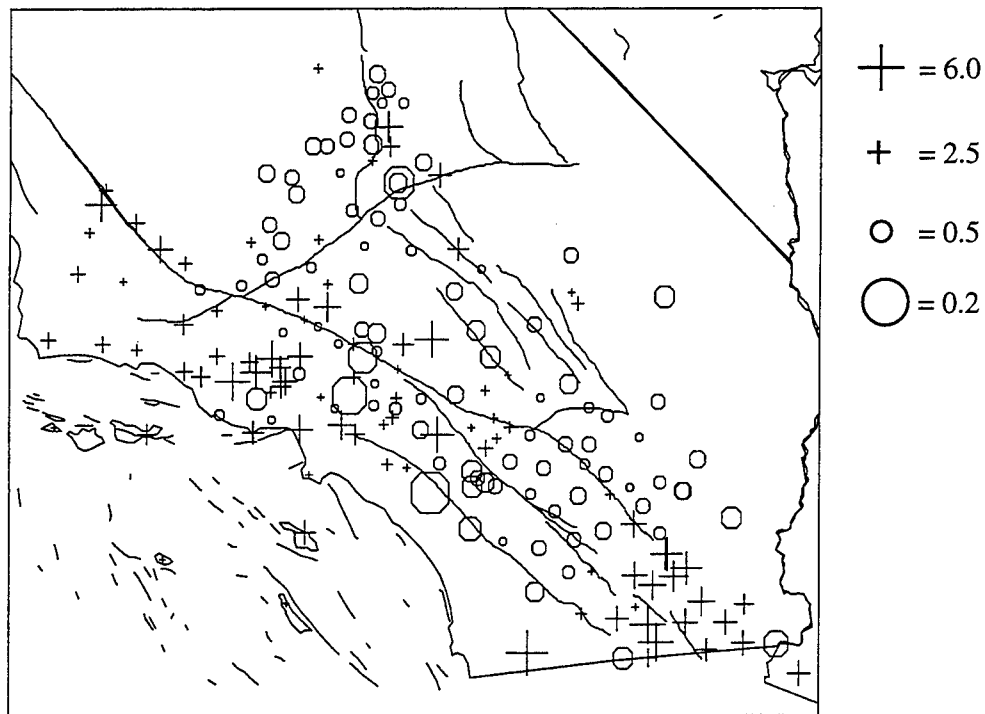 = 6.0
= 2.5
= 0.5
= 0.2